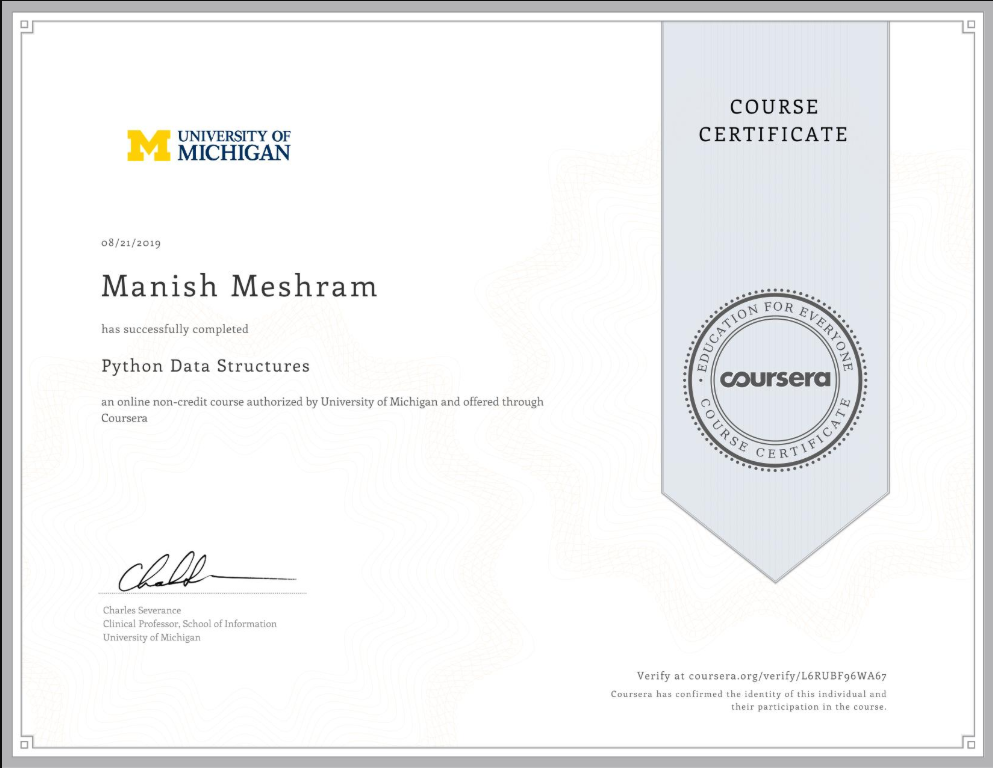 COURSE
CERTIFICATE
UNIVERSITY OF
MICHIGAN
08/21/2019
Manish Meshram
has successfully completed
Python Data Structures
an online non-credit course authorized by University of Michigan and offered through
Coursera
EDUCATION FOR EVERYONE
coursera
COURSE CERTIFICATE
Charles Severance
Clinical Professor, School of Information
University of Michigan
Verify at coursera.org/verify/L6RUBF96WA67
Coursera has confirmed the identity of this individual and
their participation in the course.